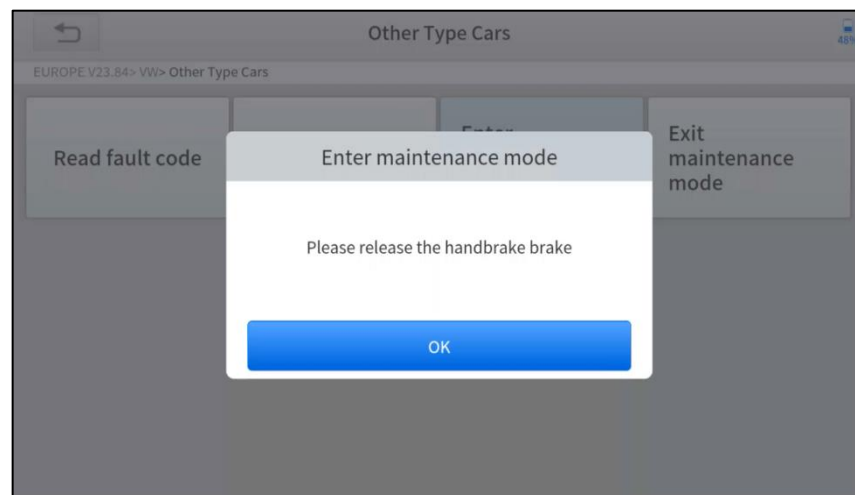 Other Type Cars
48%
EUROPE.V23.84> VW> Other Type Cars
Read fault code
Enter
Exit
maintenance
mode
Enter maintenance mode
Please release the handbrake brake
OK